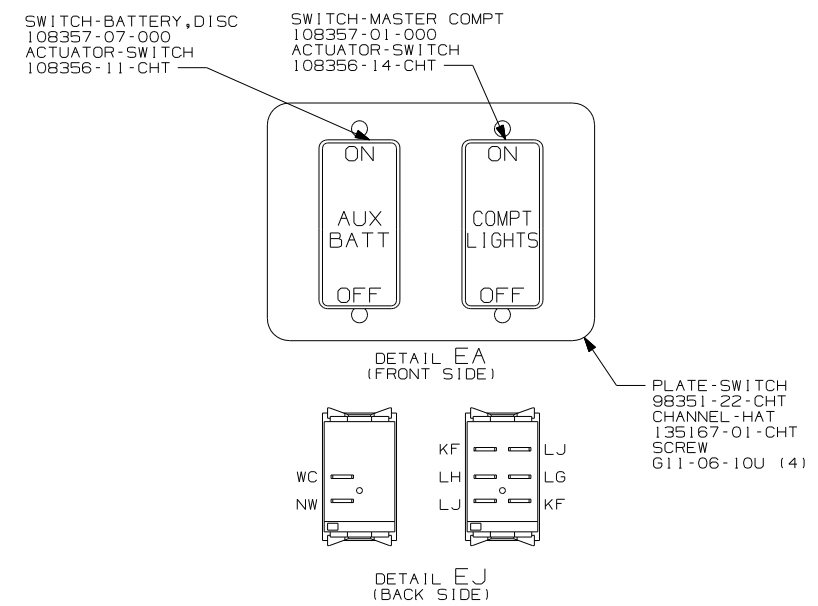 SWITCH-BATTERY,DISC
108357-07-000
ACTUATOR-SWITCH
108356-11-CHT
SWITCH-MASTER COMPT
108357-01-000
ACTUATOR-SWITCH
108356-14-CHT
ON
AUX
BATT
OFF
ON
COMPT
LIGHTS
OFF
DETAIL EA
(FRONT SIDE)
PLATE-SWITCH
98351-22-CHT
CHANNEL-HAT
135167-01-CHT
SCREW
G11-06-10U (4)
WC
NW
KF LJ
LH LG
LJ KF
DETAIL EJ
(BACK SIDE)